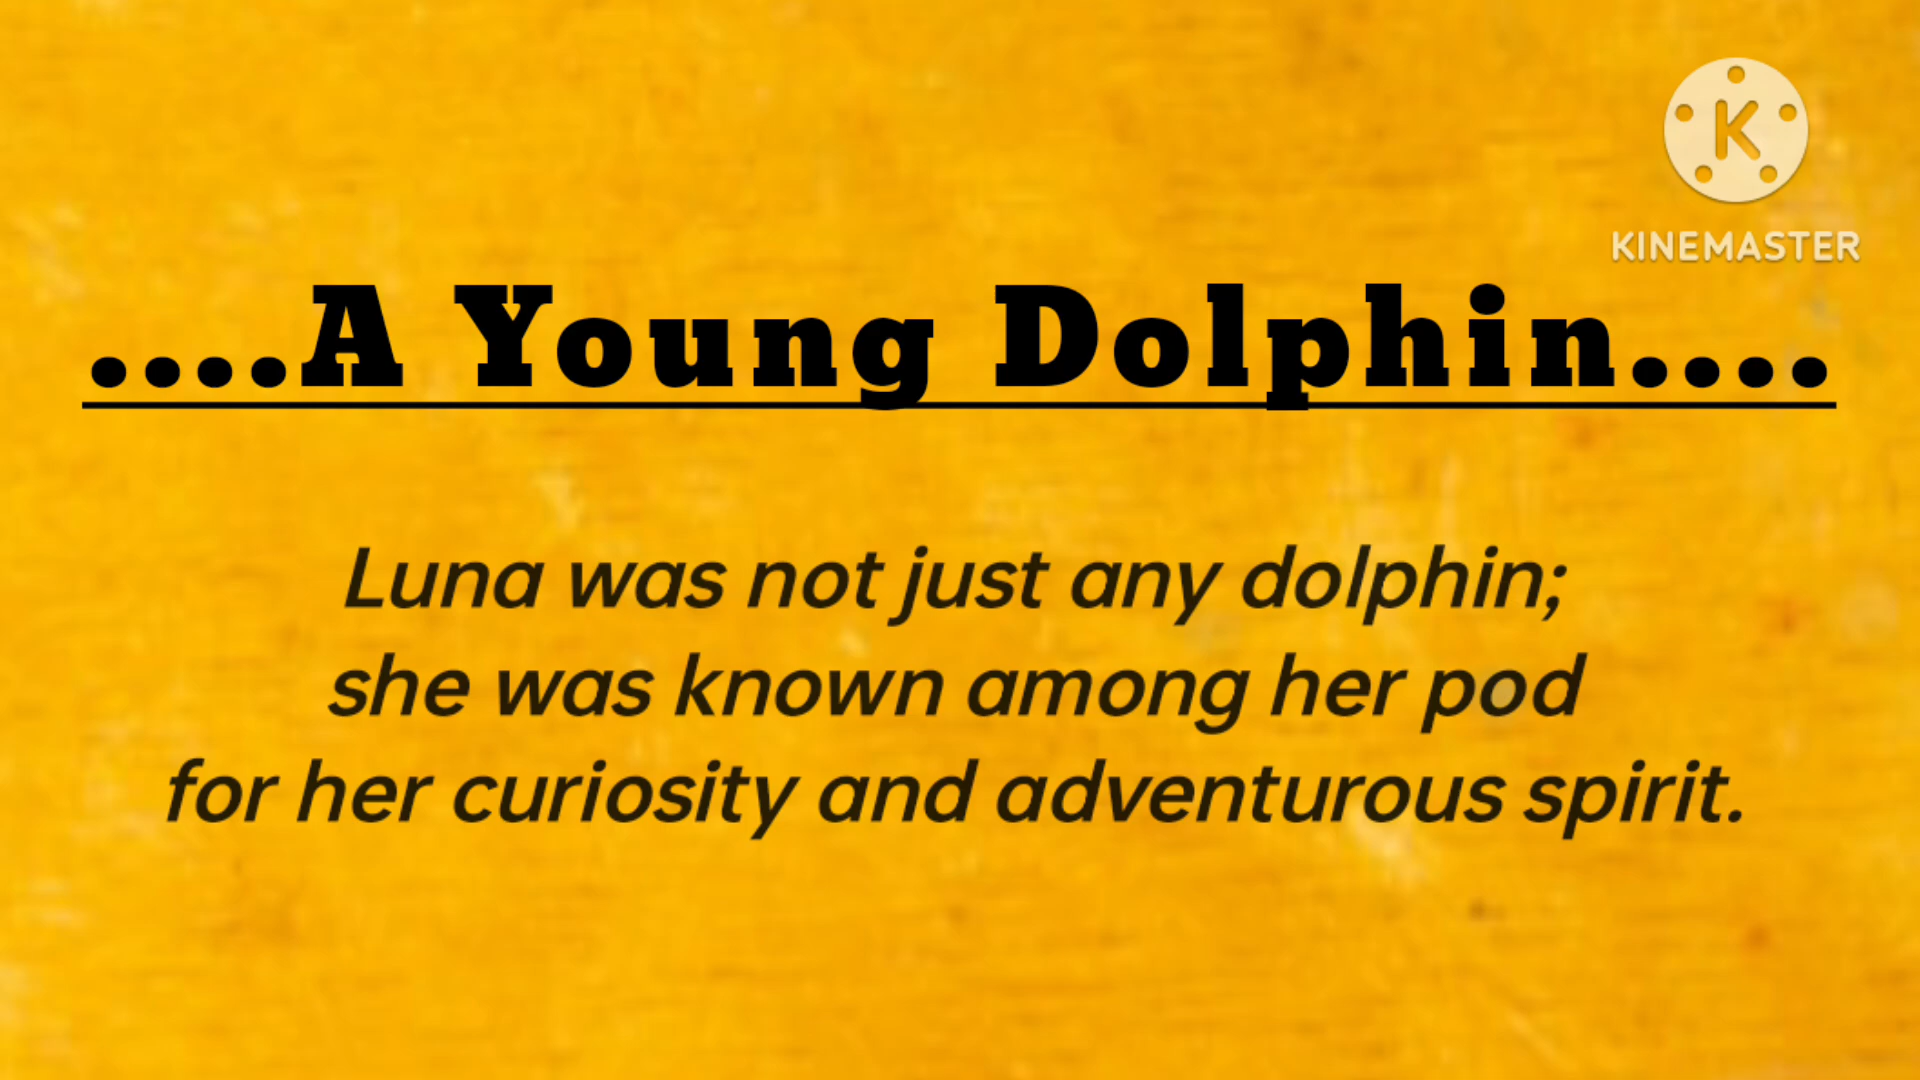 K
KINEMASTER
....A Young Dolphin....
Luna was not just any dolphin;
she was known among her pod
for her curiosity and adventurous spirit.